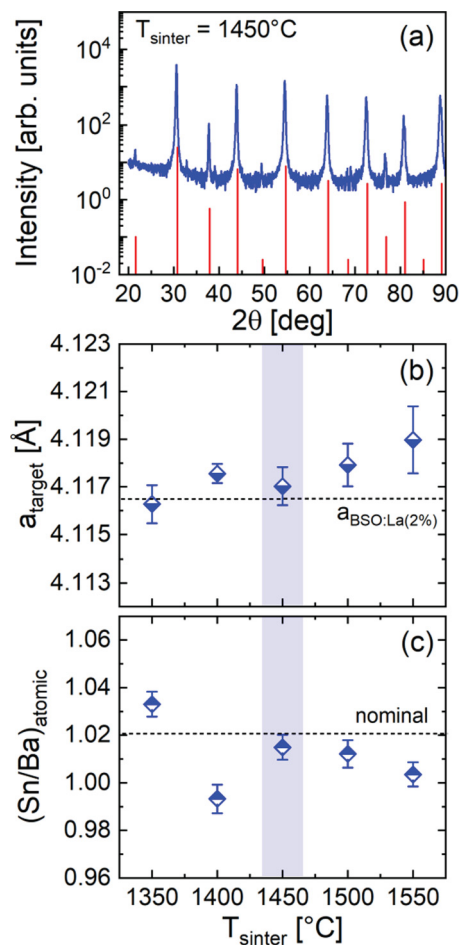 T_sinter = 1450°C
(a)
Intensity [arb. units]
10^4
10^2
10^0
10^-2
20 30 40 50 60 70 80 90
2θ [deg]
(b)
a_target [Å]
4.123
4.121
4.119
4.117
4.115
4.113
a_BSO:La(2%)
(c)
(Sn/Ba)_atomic
1.06
1.04
1.02
1.00
0.98
0.96
nominal
1350 1400 1450 1500 1550
T_sinter [°C]